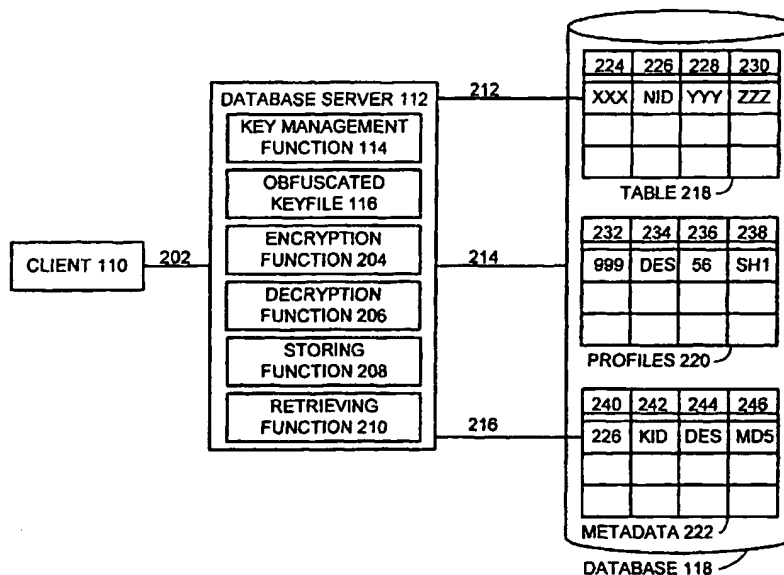 CLIENT 110
202
DATABASE SERVER 112
KEY MANAGEMENT
FUNCTION 114
OBFUSCATED
KEYFILE 116
ENCRYPTION
FUNCTION 204
DECRYPTION
FUNCTION 206
STORING
FUNCTION 208
RETRIEVING
FUNCTION 210
212
214
216
224 226 228 230
XXX NID YYY ZZZ
TABLE 218
232 234 236 238
999 DES 56 SH1
PROFILES 220
240 242 244 246
226 KID DES MD5
METADATA 222
DATABASE 118